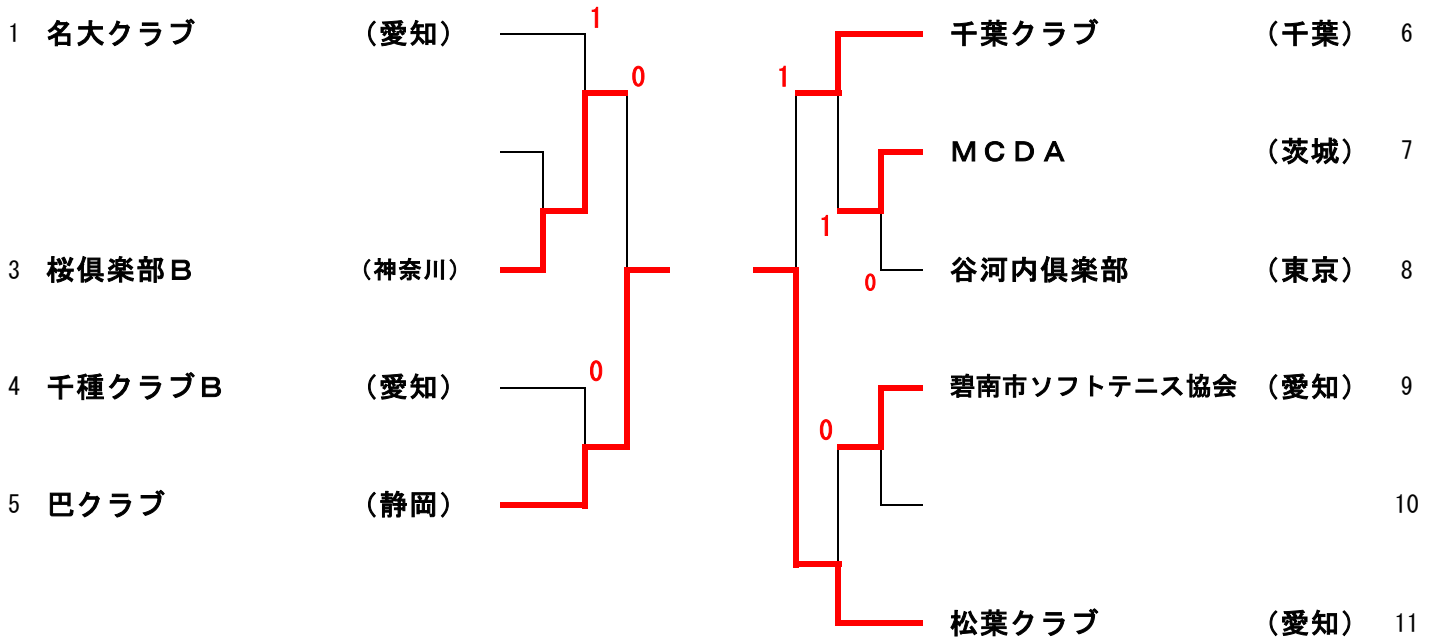 1 名大クラブ (愛知) 1
0
3 桜倶楽部B (神奈川)
4 千種クラブB (愛知) 0
5 巴クラブ (静岡)
千葉クラブ (千葉) 6
1
MCDA (茨城) 7
1
谷河内倶楽部 (東京) 8
0
碧南市ソフトテニス協会 (愛知) 9
0
10
松葉クラブ (愛知) 11